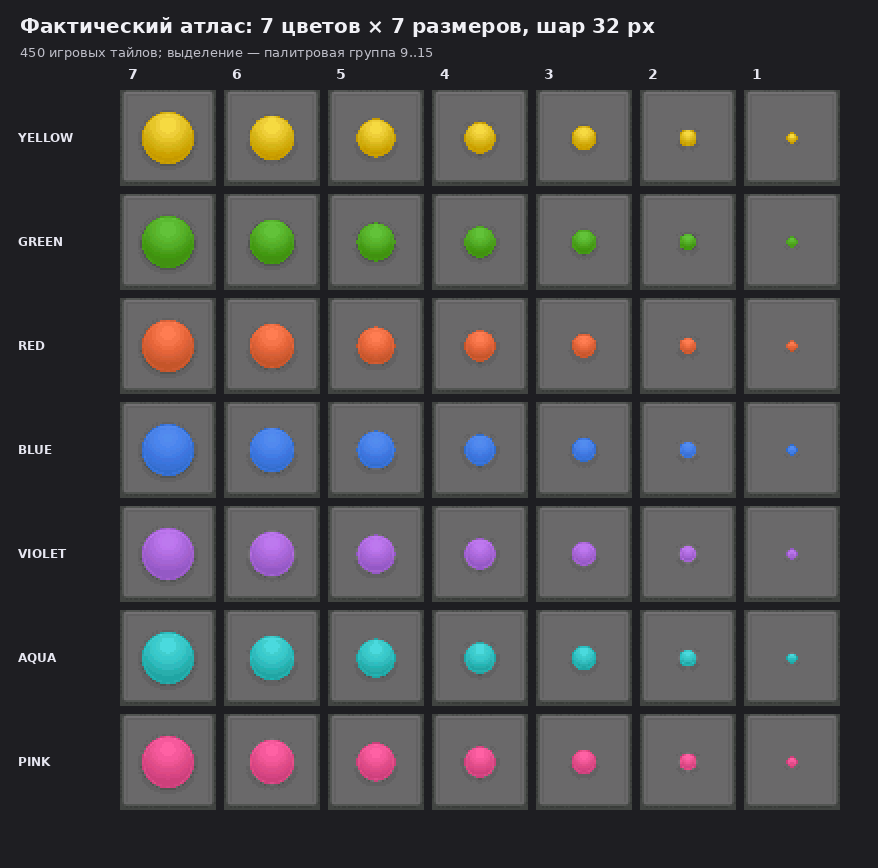 Фактический атлас: 7 цветов × 7 размеров, шар 32 px
450 игровых тайлов; выделение — палитровая группа 9..15
7 6 5 4 3 2 1
YELLOW
GREEN
RED
BLUE
VIOLET
AQUA
PINK